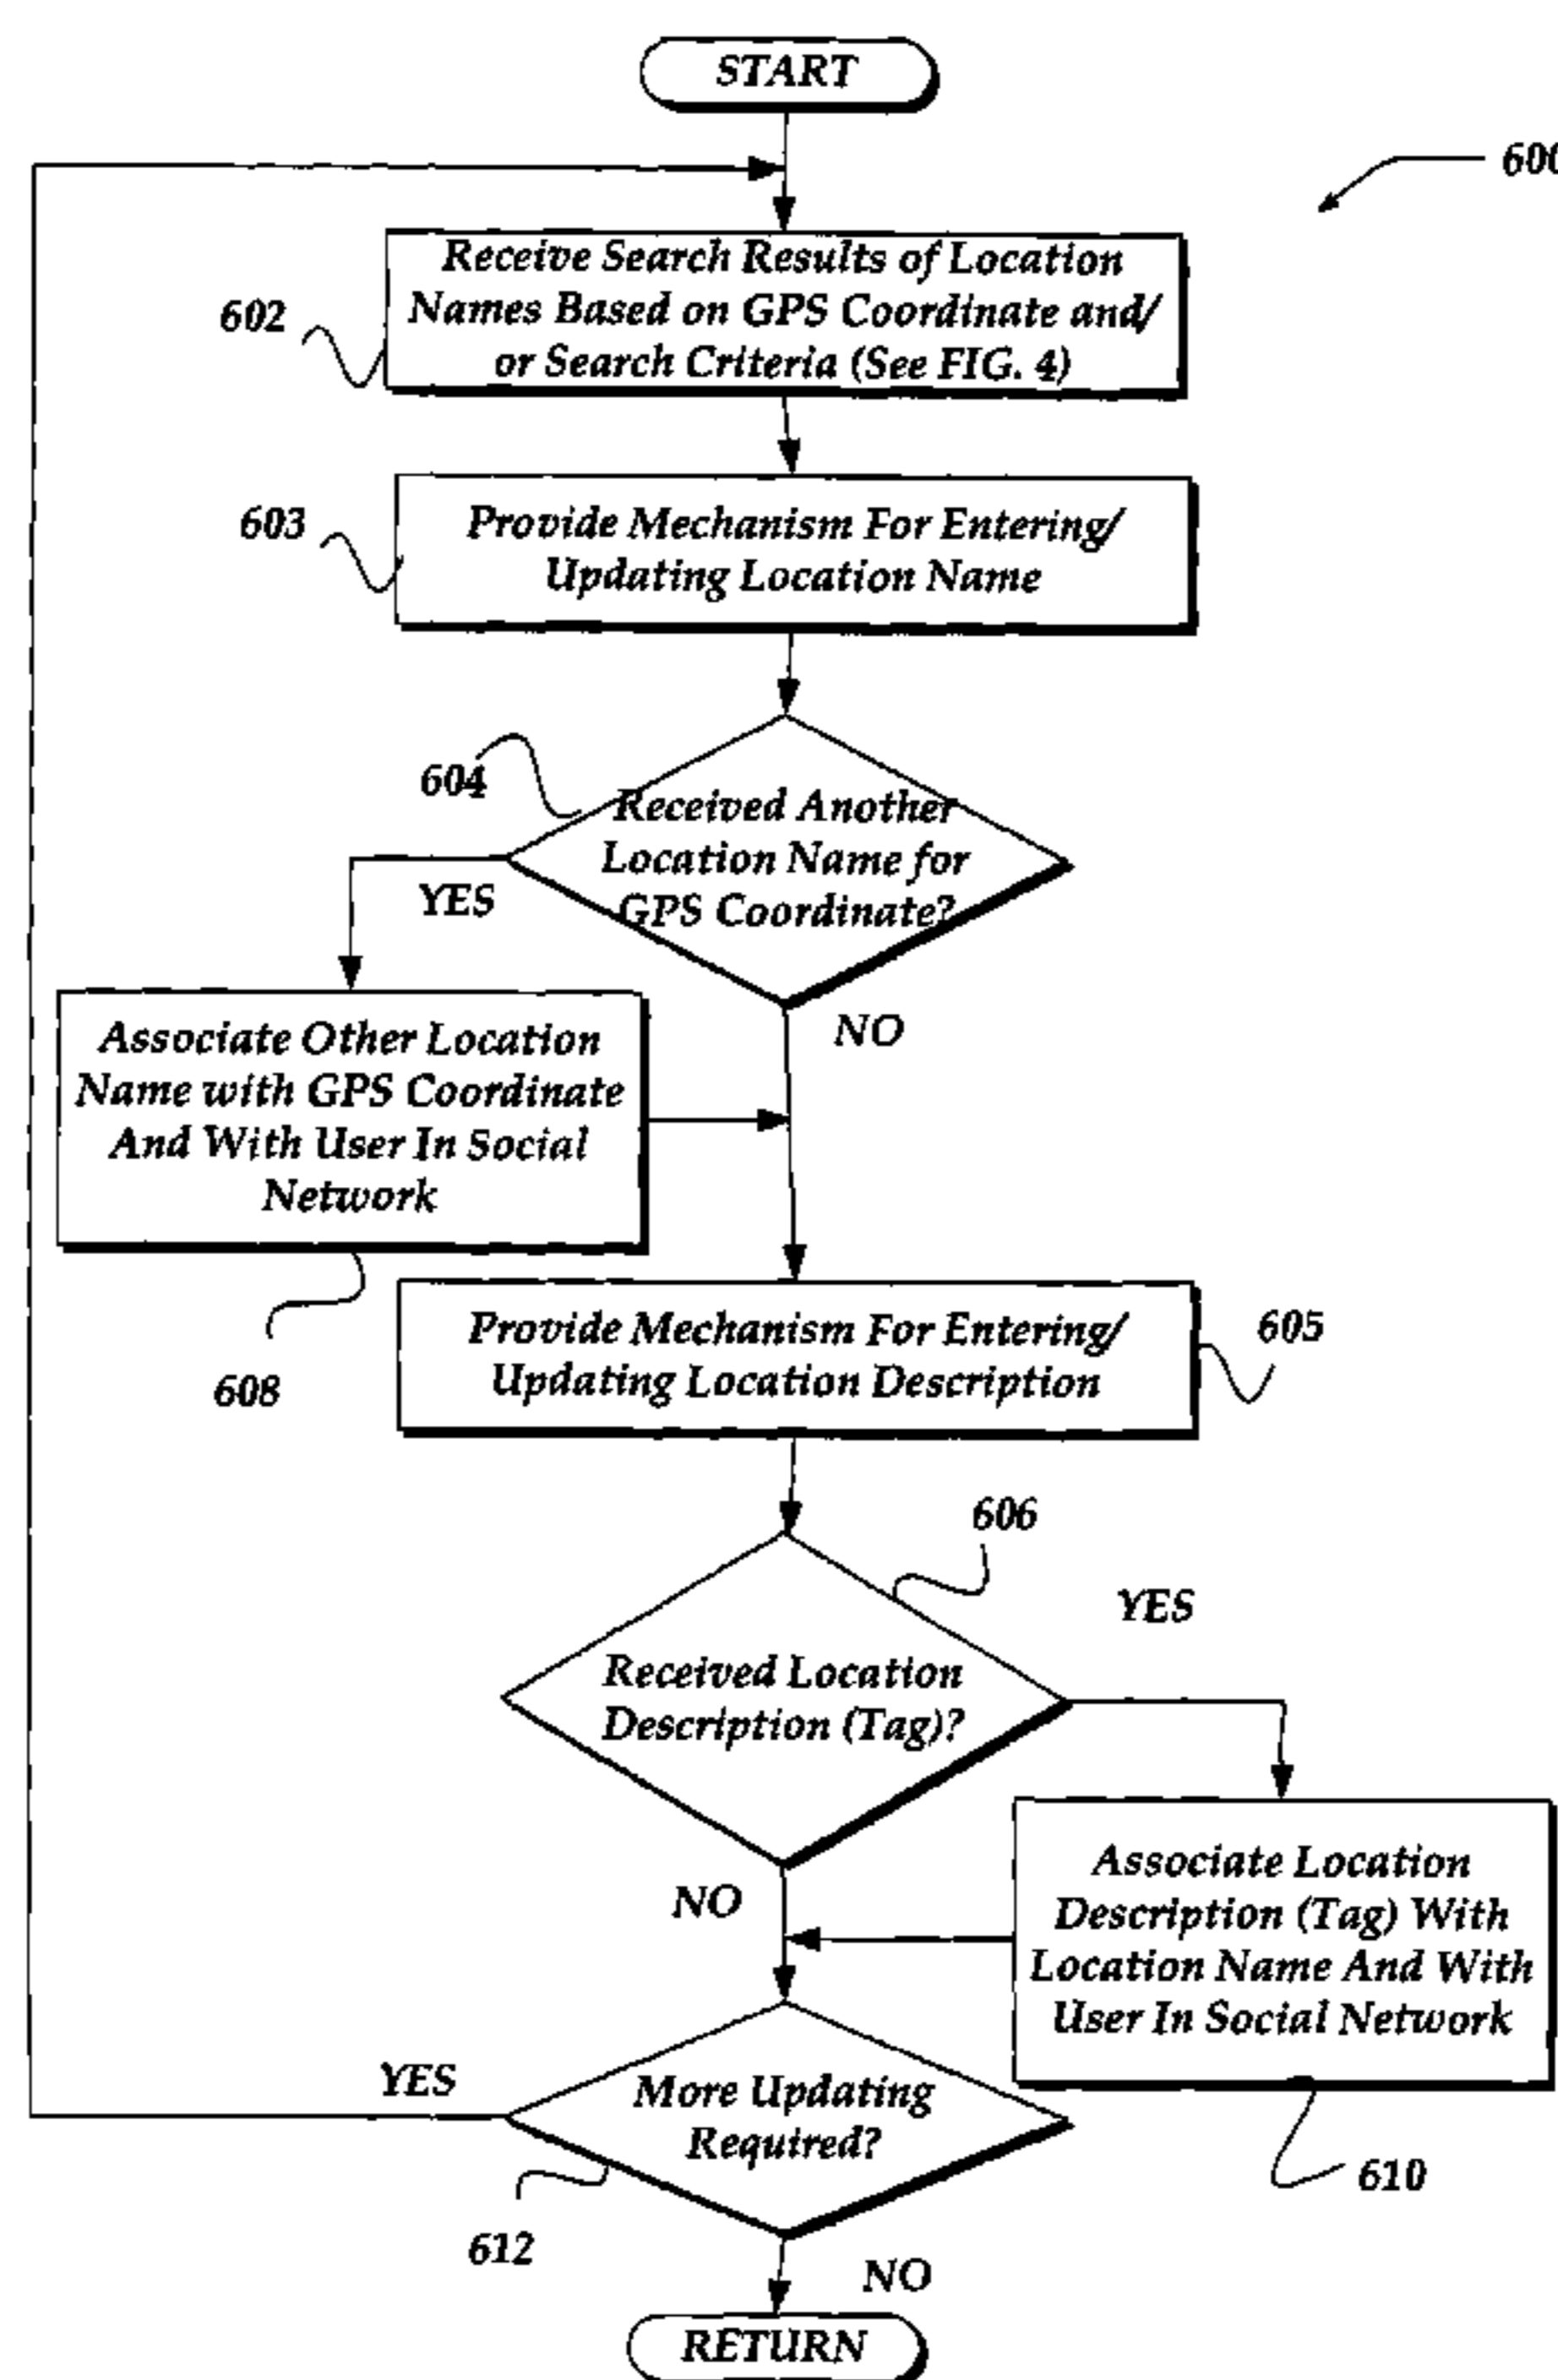 START
600
Receive Search Results of Location
Names Based on GPS Coordinate and/
or Search Criteria (See FIG. 4)
602
Provide Mechanism For Entering/
Updating Location Name
603
604
Received Another
Location Name for
GPS Coordinate?
YES
NO
Associate Other Location
Name with GPS Coordinate
And With User In Social
Network
608
Provide Mechanism For Entering/
Updating Location Description
605
606
Received Location
Description (Tag)?
YES
NO
Associate Location
Description (Tag) With
Location Name And With
User In Social Network
610
More Updating
Required?
YES
612
NO
RETURN